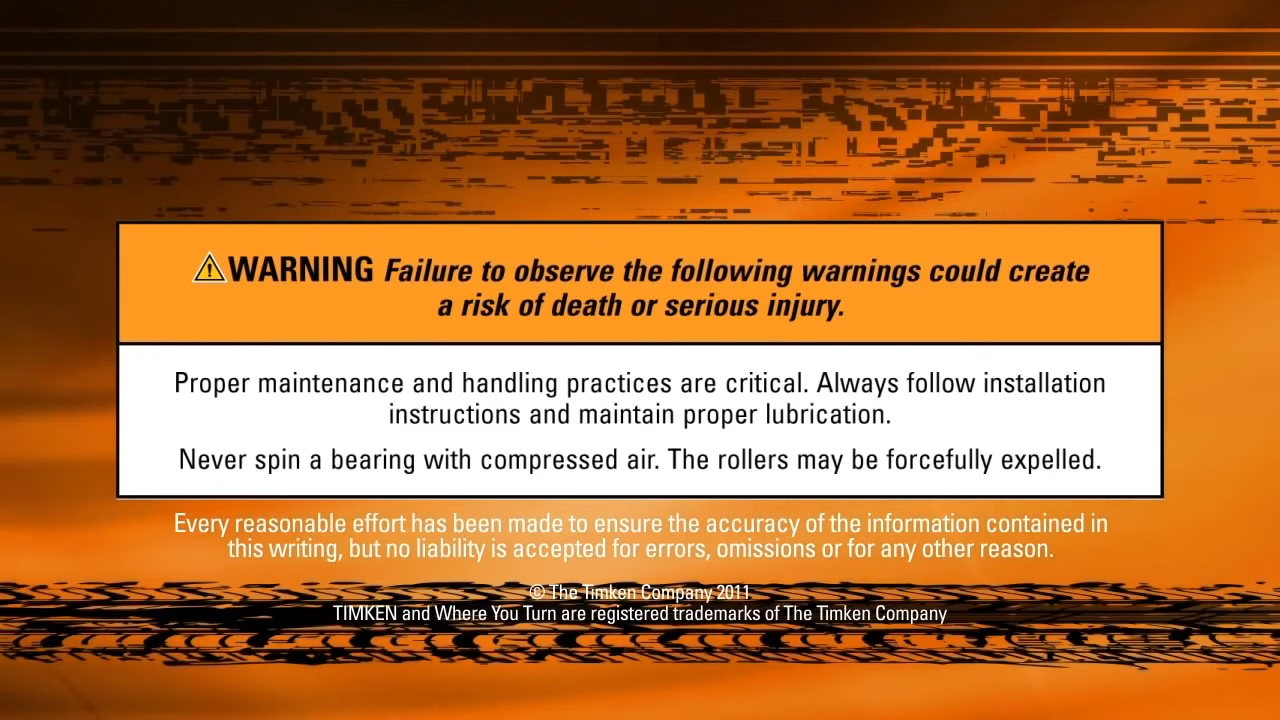 WARNING Failure to observe the following warnings could create
a risk of death or serious injury.
Proper maintenance and handling practices are critical. Always follow installation
instructions and maintain proper lubrication.
Never spin a bearing with compressed air. The rollers may be forcefully expelled.
Every reasonable effort has been made to ensure the accuracy of the information contained in
this writing, but no liability is accepted for errors, omissions or for any other reason.
© The Timken Company 2011
TIMKEN and Where You Turn are registered trademarks of The Timken Company